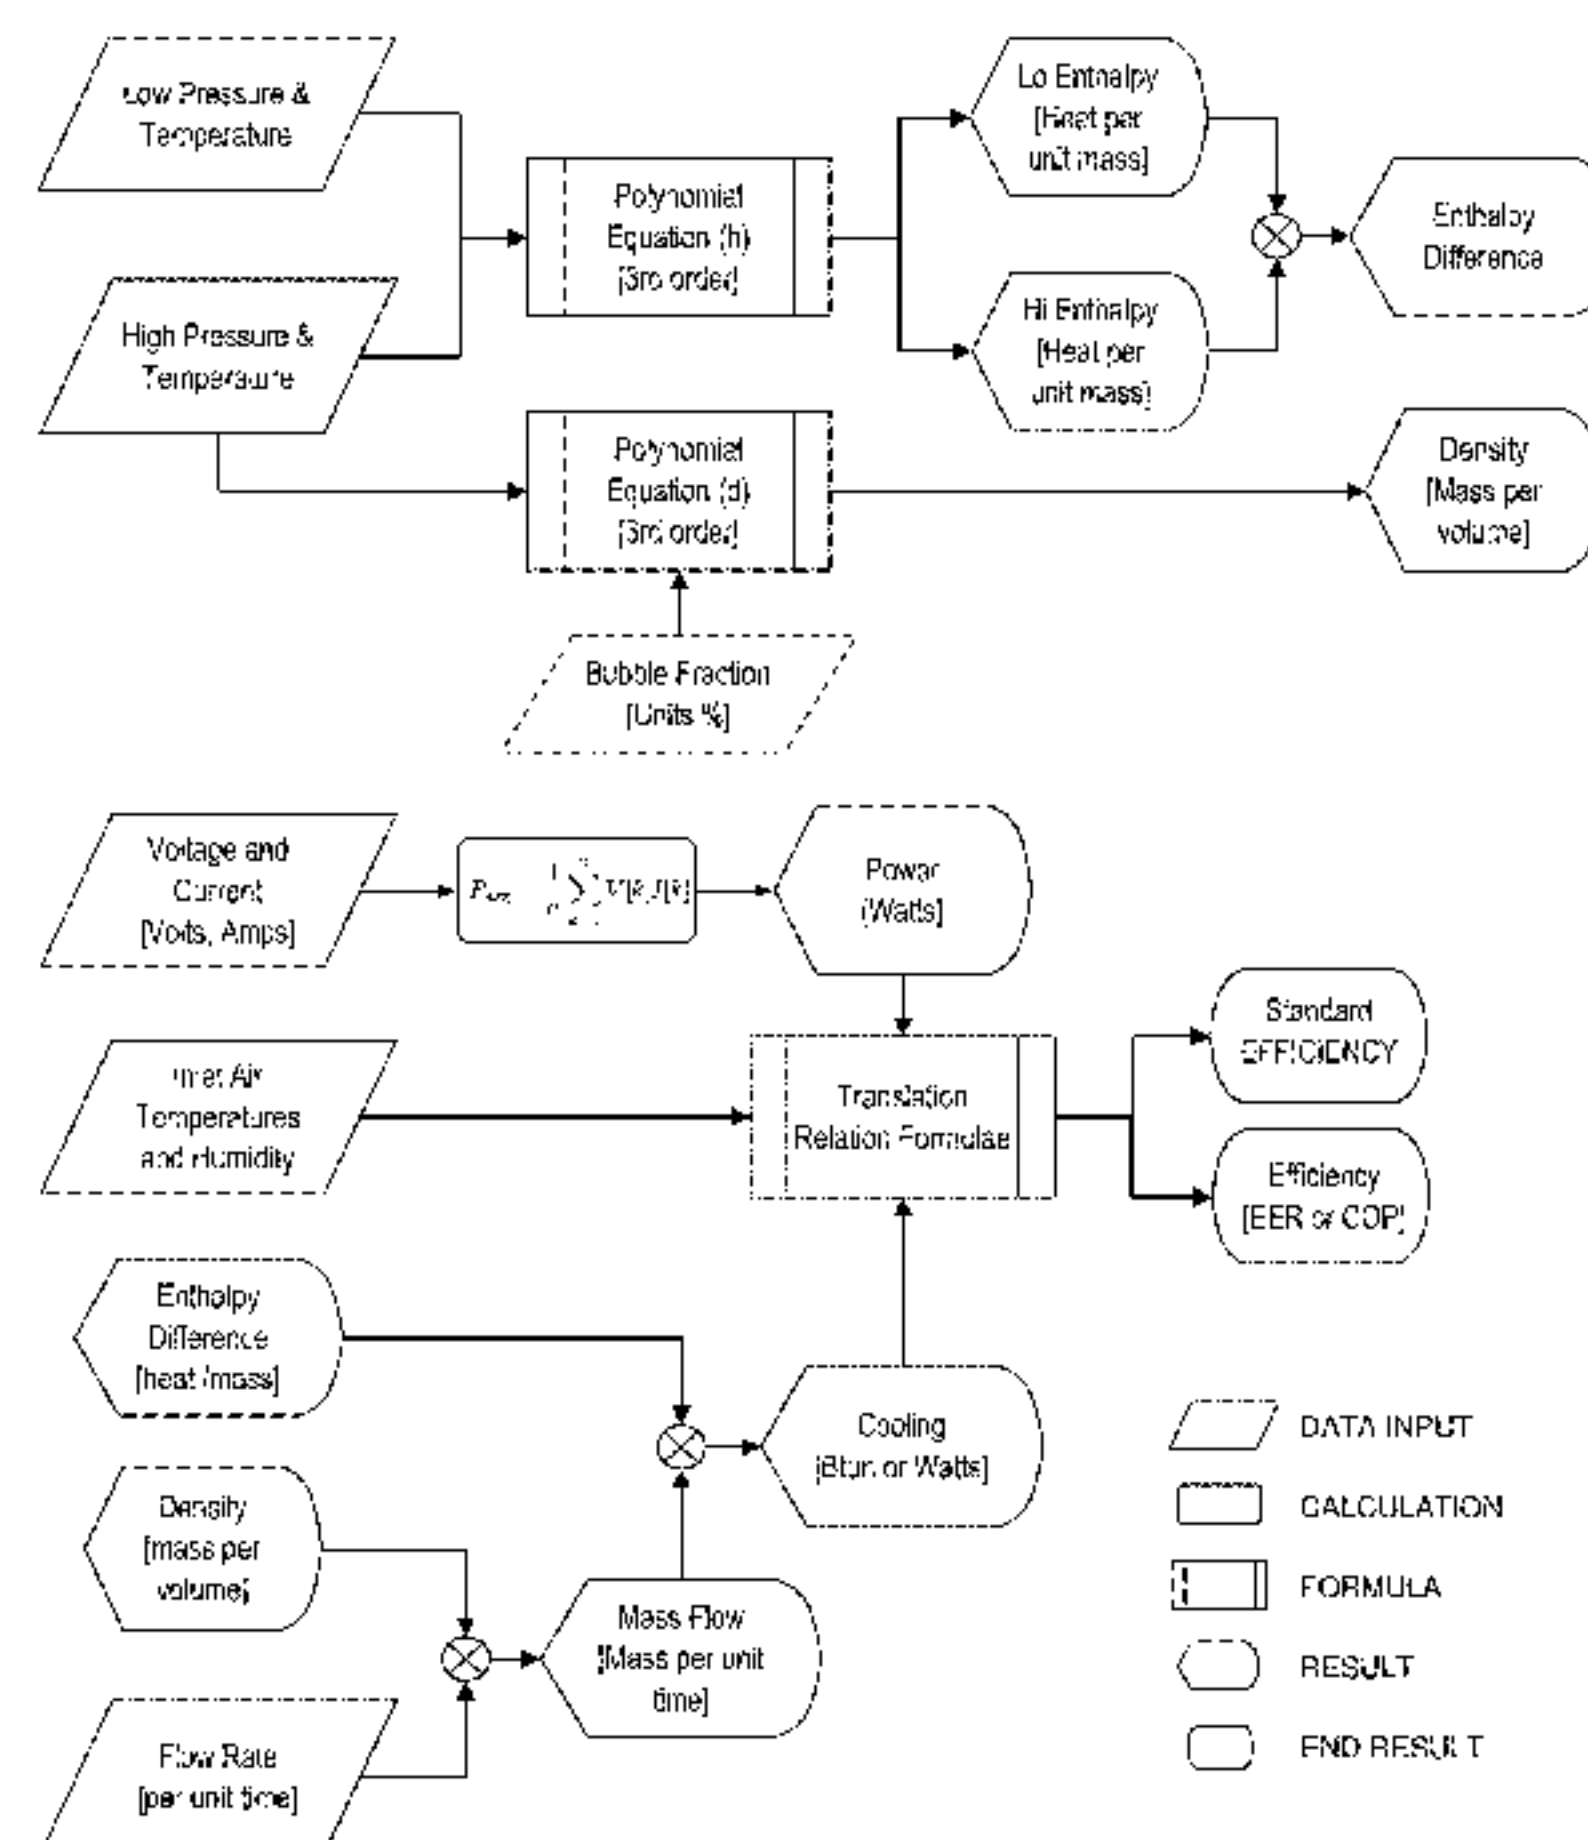 Low Pressure &
Temperature
Polynomial
Equation (h)
[3rd order]
Lo Enthalpy
[Heat per
unit mass]
Enthalpy
Difference
High Pressure &
Temperature
Hi Enthalpy
[Heat per
unit mass]
Polynomial
Equation (d)
[3rd order]
Density
[Mass per
volume]
Bubble Fraction
[Units %]
Voltage and
Current
[Volts, Amps]
Power
[Watts]
Inlet Air
Temperatures
and Humidity
Translation
Relation Formulae
Standard
EFFICIENCY
Efficiency
[EER or COP]
Enthalpy
Difference
[heat /mass]
Cooling
[Btun or Watts]
Density
[mass per
volume]
Mass Flow
[Mass per unit
time]
Flow Rate
[per unit time]
DATA INPUT
CALCULATION
FORMULA
RESULT
END RESULT